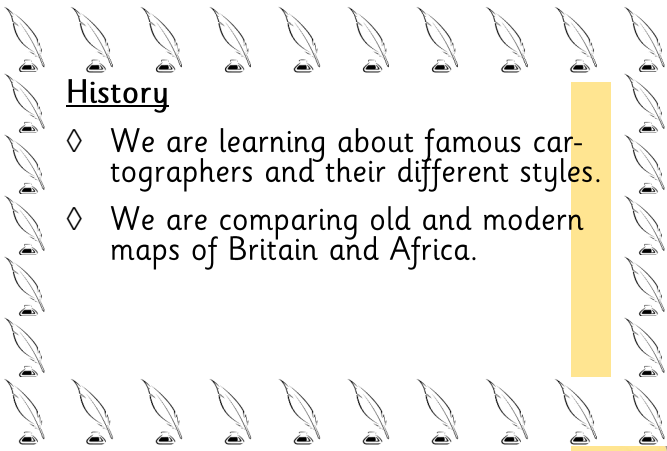 History
◊ We are learning about famous car-
tographers and their different styles.
◊ We are comparing old and modern
maps of Britain and Africa.